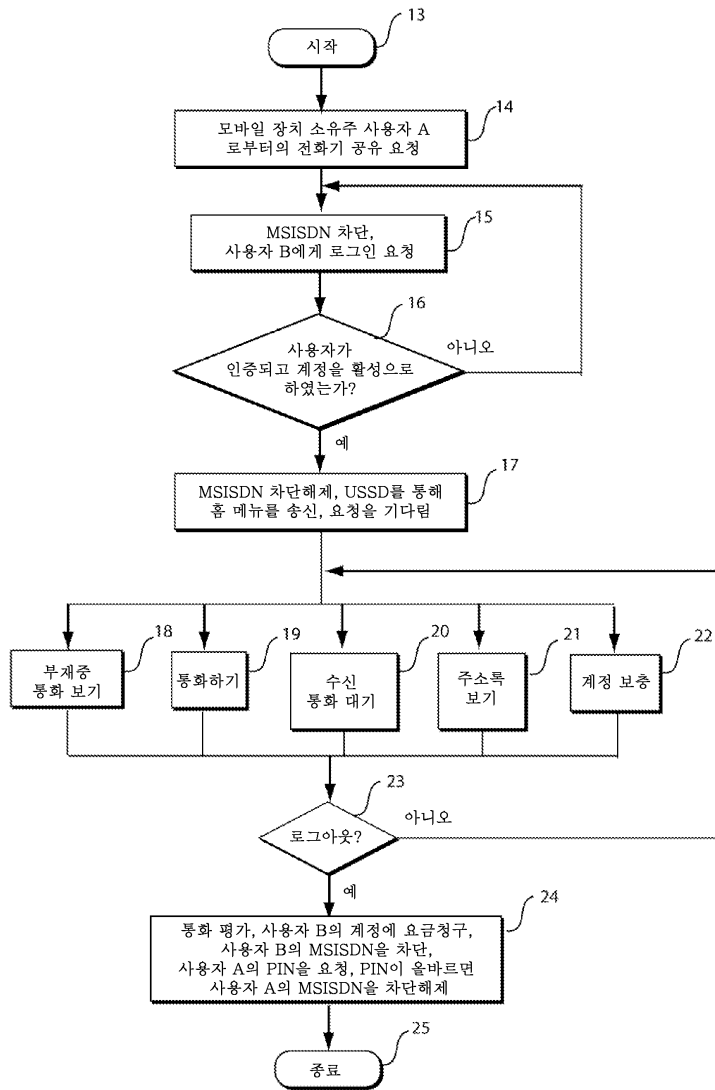 13
시작
14
모바일 장치 소유주 사용자 A
로부터의 전화기 공유 요청
15
MSISDN 차단,
사용자 B에게 로그인 요청
16
사용자가
인증되고 계정을 활성으로
하였는가?
아니오
예
17
MSISDN 차단해제, USSD를 통해
홈 메뉴를 송신, 요청을 기다림
18
부재중
통화 보기
19
통화하기
20
수신
통화 대기
21
주소록
보기
22
계정 보충
23
로그아웃?
아니오
예
24
통화 평가, 사용자 B의 계정에 요금청구,
사용자 B의 MSISDN을 차단,
사용자 A의 PIN을 요청, PIN이 올바르면
사용자 A의 MSISDN을 차단해제
25
종료